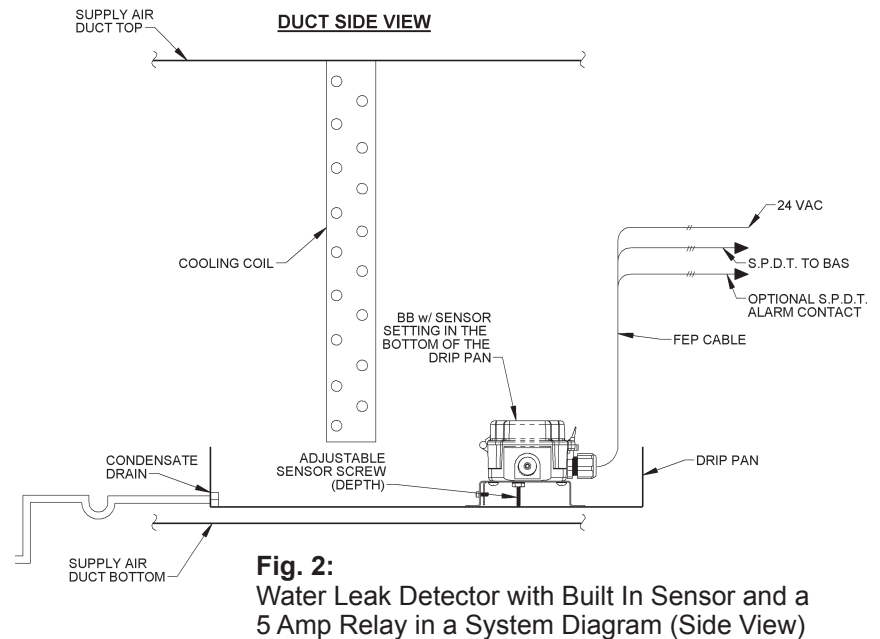 SUPPLY AIR
DUCT TOP
DUCT SIDE VIEW
24 VAC
S.P.D.T. TO BAS
COOLING COIL
OPTIONAL S.P.D.T.
ALARM CONTACT
BB w/ SENSOR
SETTING IN THE
BOTTOM OF THE
DRIP PAN
FEP CABLE
CONDENSATE
DRAIN
ADJUSTABLE
SENSOR SCREW
(DEPTH)
DRIP PAN
SUPPLY AIR
DUCT BOTTOM
Fig. 2:
Water Leak Detector with Built In Sensor and a
5 Amp Relay in a System Diagram (Side View)